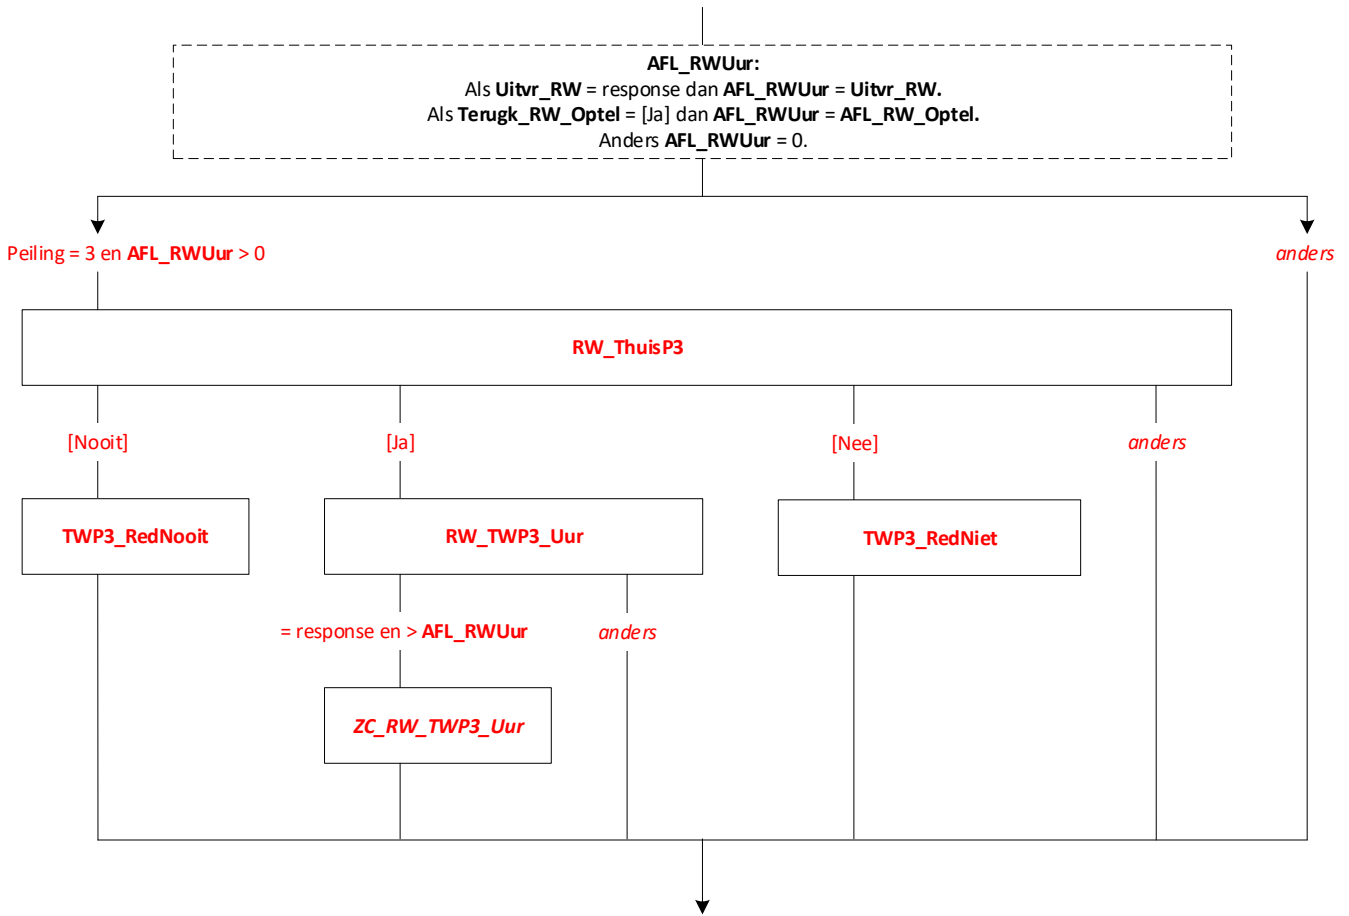 AFL_RWUur:
Als Uitvr_RW = response dan AFL_RWUur = Uitvr_RW.
Als Terugk_RW_Optel = [Ja] dan AFL_RWUur = AFL_RW_Optel.
Anders AFL_RWUur = 0.
Peiling = 3 en AFL_RWUur > 0
anders
RW_ThuisP3
[Nooit]
[Ja]
[Nee]
anders
TWP3_RedNooit
RW_TWP3_Uur
TWP3_RedNiet
= response en > AFL_RWUur
anders
ZC_RW_TWP3_Uur